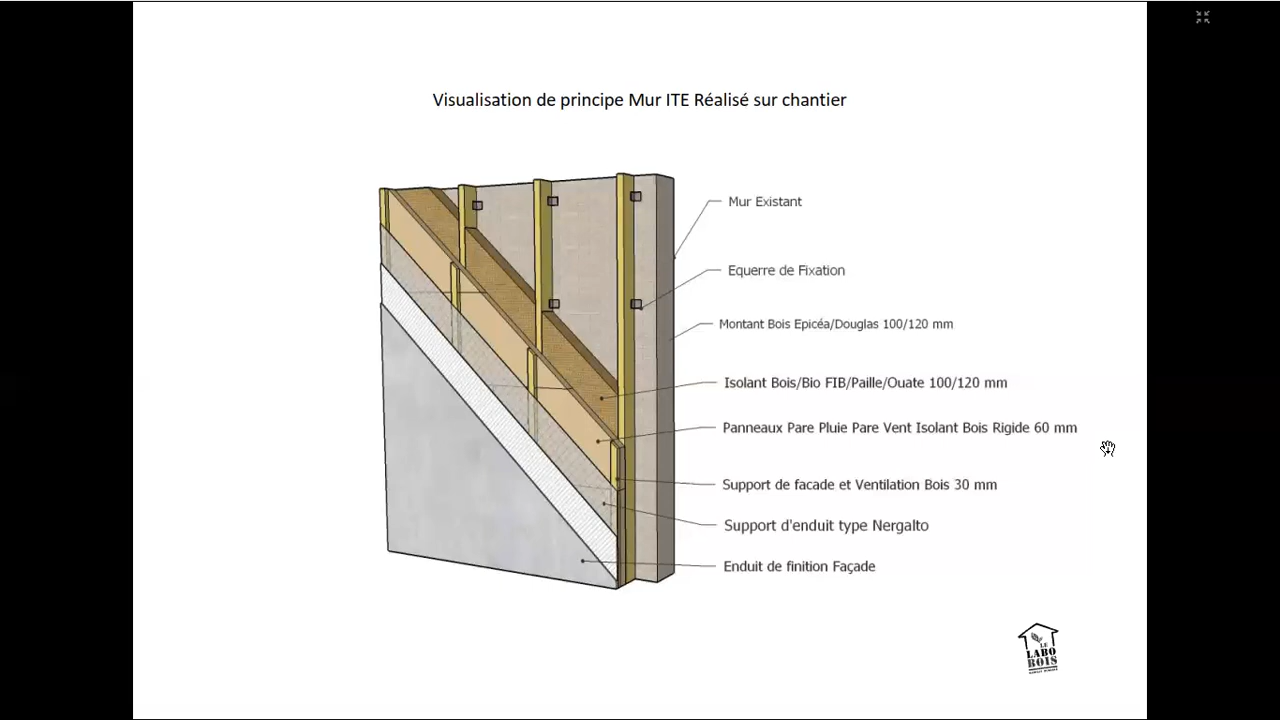 Visualisation de principe Mur ITE Réalisé sur chantier
Mur Existant
Equerre de Fixation
Montant Bois Epicéa/Douglas 100/120 mm
Isolant Bois/Bio FIB/Paille/Ouate 100/120 mm
Panneaux Pare Pluie Pare Vent Isolant Bois Rigide 60 mm
Support de facade et Ventilation Bois 30 mm
Support d'enduit type Nergalto
Enduit de finition Façade
LE
LABO
BOIS